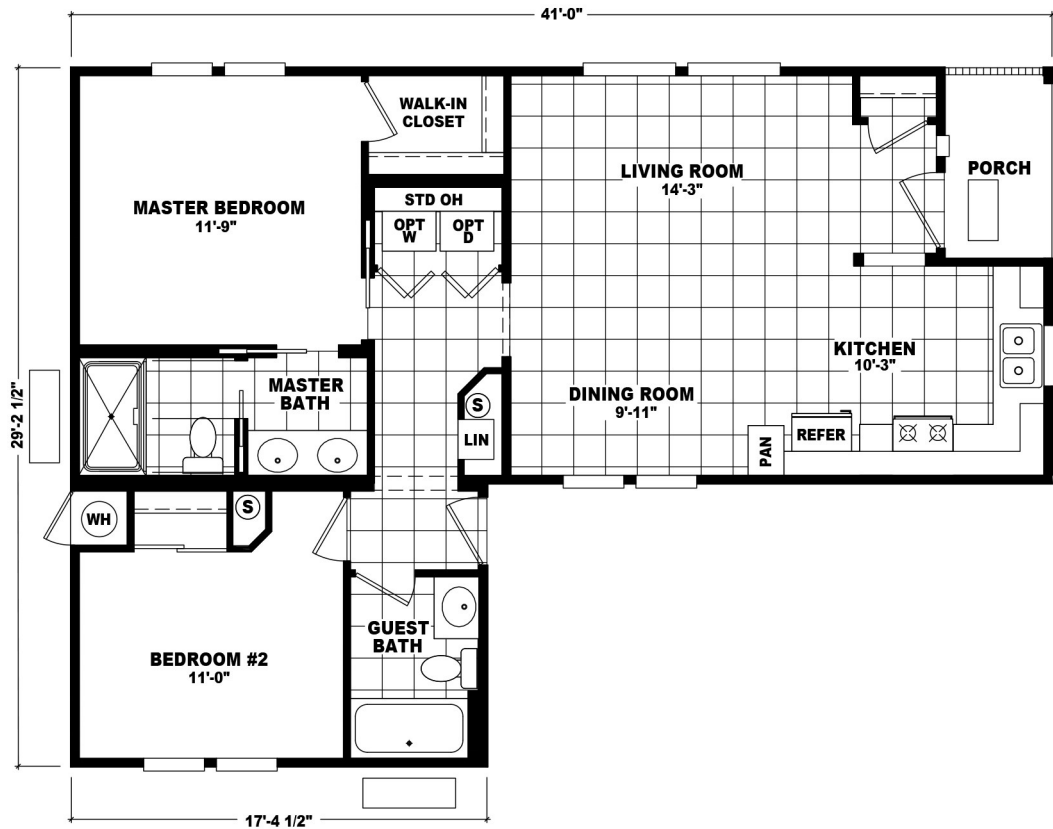 41'-0"
WALK-IN
CLOSET
LIVING ROOM
14'-3"
PORCH
MASTER BEDROOM
11'-9"
STD OH
OPT
W
OPT
D
29'-2 1/2"
MASTER
BATH
KITCHEN
10'-3"
DINING ROOM
9'-11"
S
LIN
PAN
REFER
WH
S
GUEST
BATH
BEDROOM #2
11'-0"
17'-4 1/2"